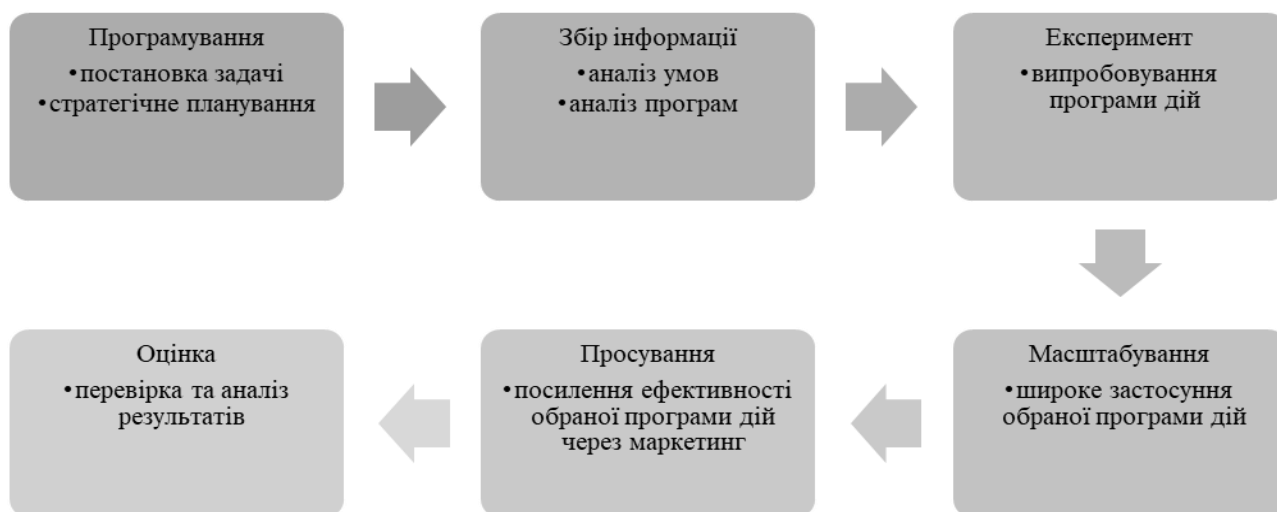 Програмування
•постановка задачі
•стратегічне планування
Збір інформації
•аналіз умов
•аналіз програм
Експеримент
•випробовування
програми дій
Масштабування
•широке застосуння
обраної програми дій
Просування
•посилення ефективності
обраної програми дій
через маркетинг
Оцінка
•перевірка та аналіз
результатів